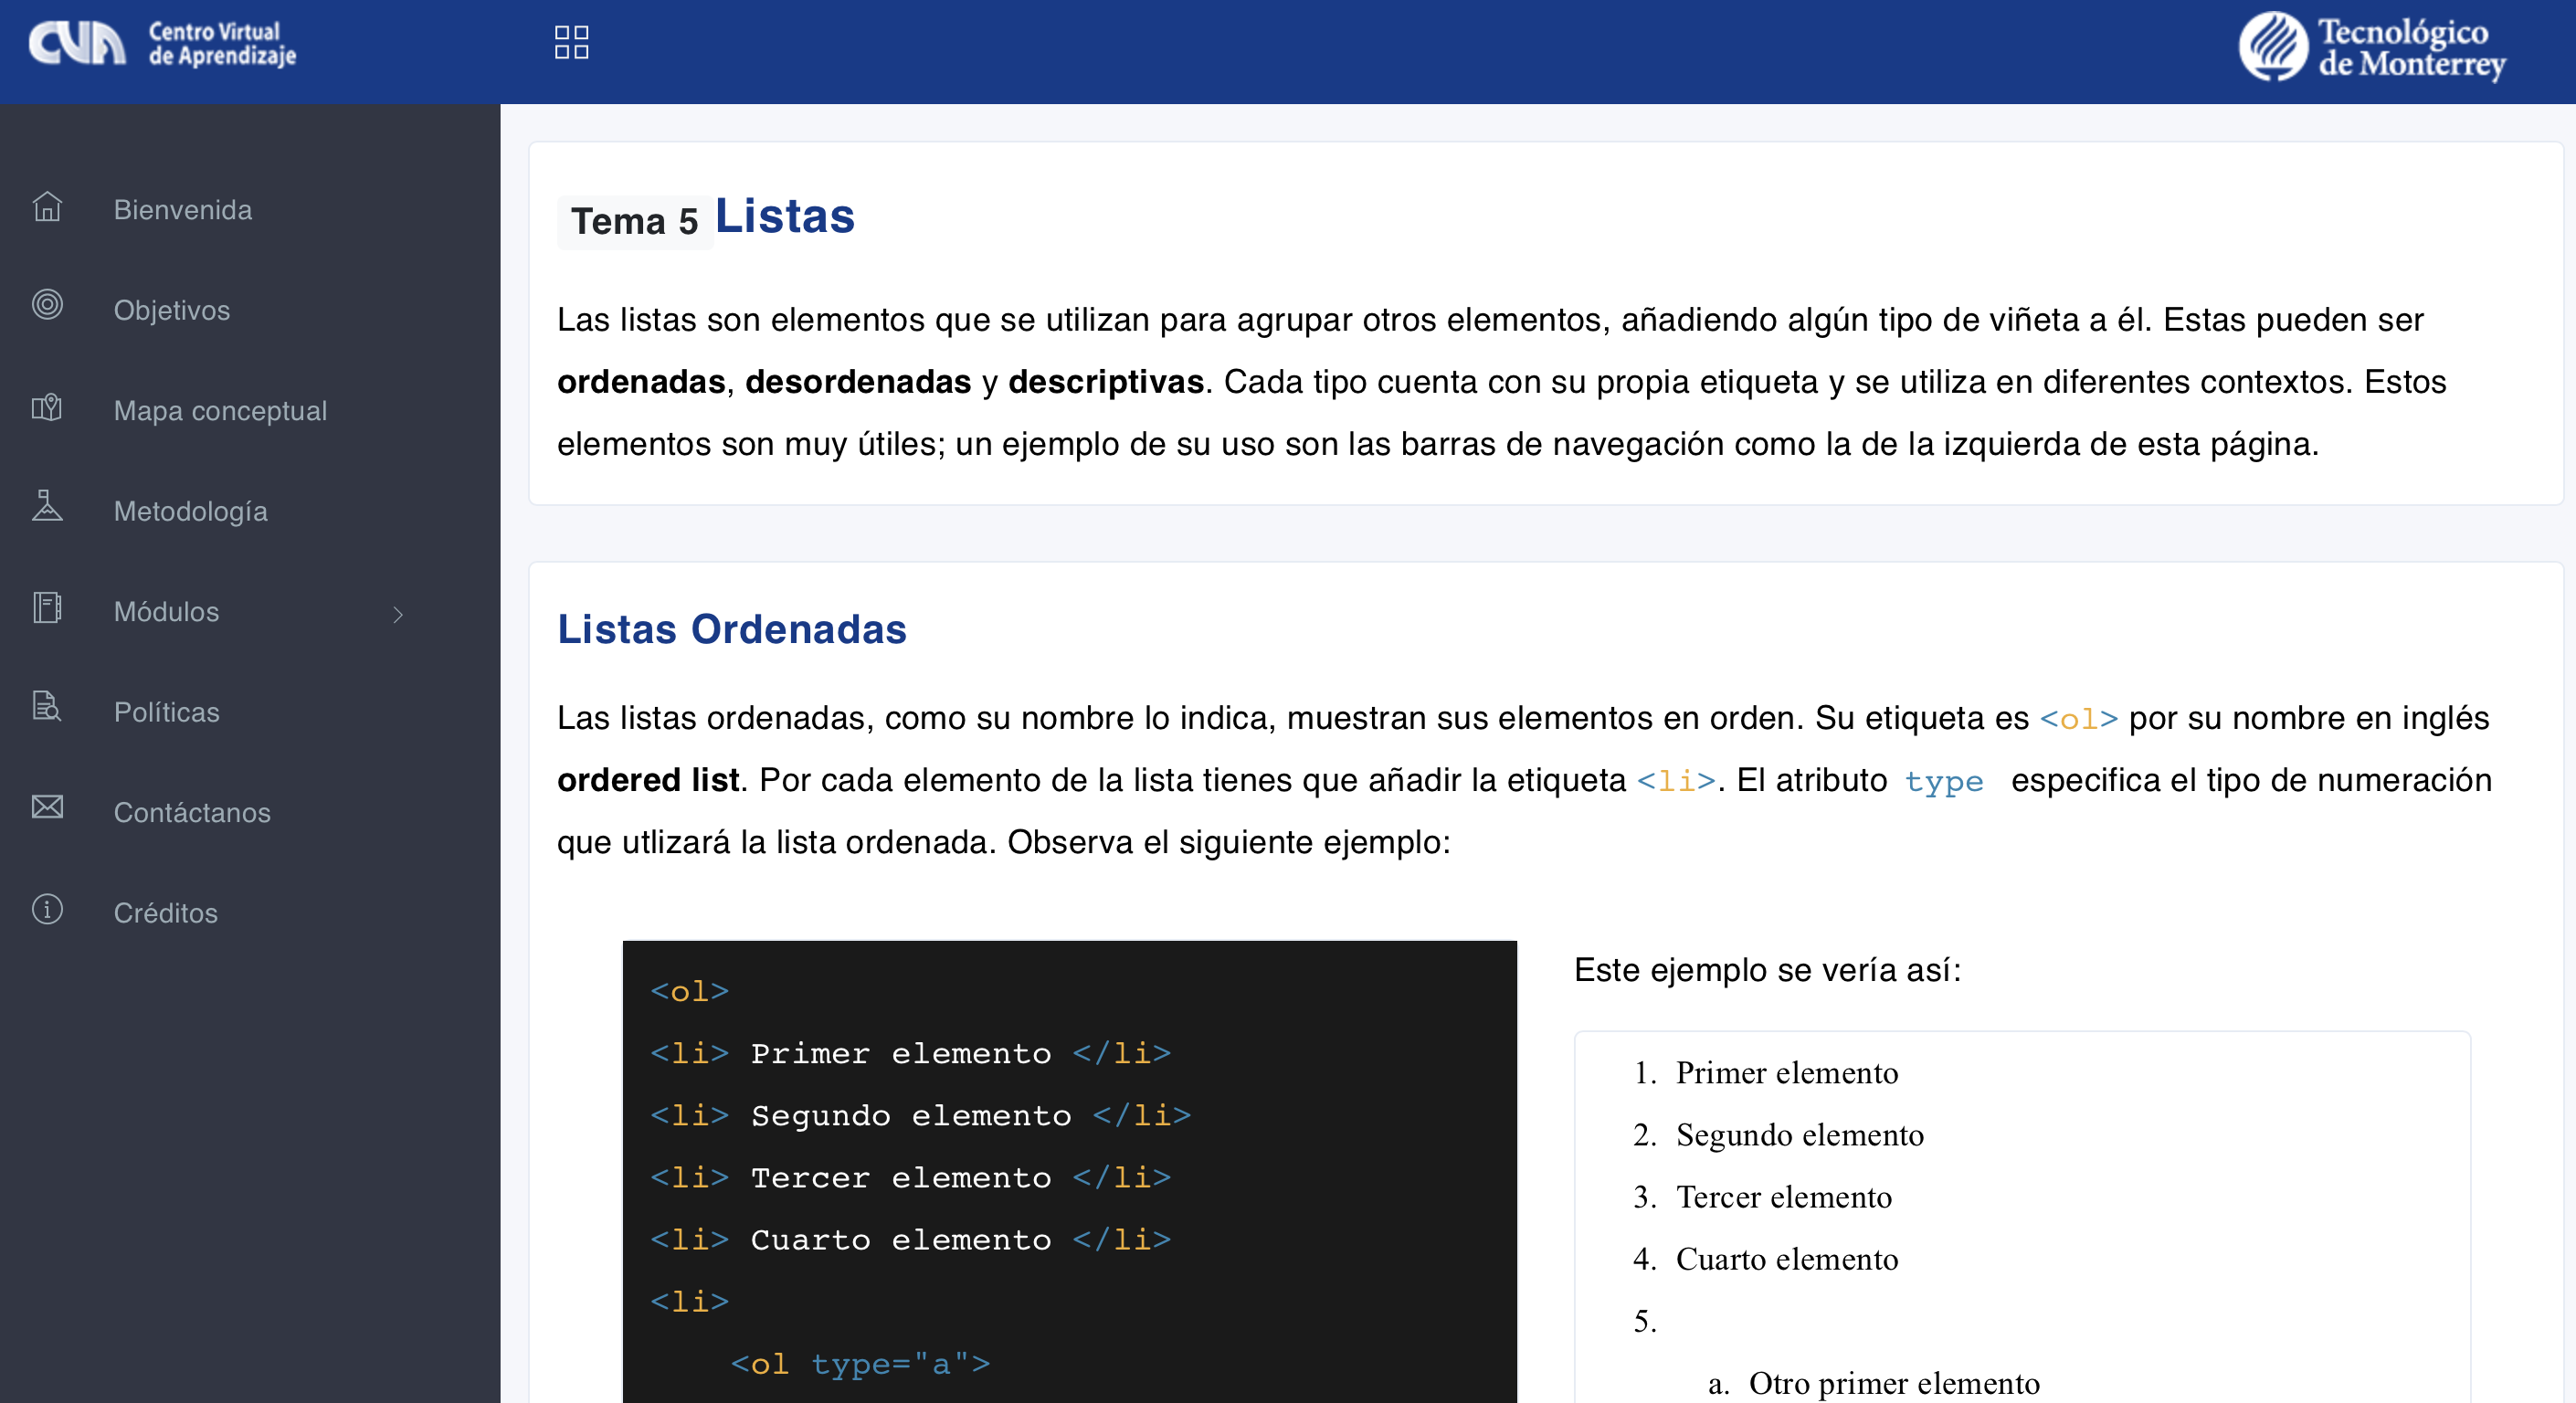 CVA Centro Virtual
de Aprendizaje
Tecnológico
de Monterrey
Bienvenida
Objetivos
Mapa conceptual
Metodología
Módulos
Políticas
Contáctanos
Créditos
Tema 5 Listas
Las listas son elementos que se utilizan para agrupar otros elementos, añadiendo algún tipo de viñeta a él. Estas pueden ser
ordenadas, desordenadas y descriptivas. Cada tipo cuenta con su propia etiqueta y se utiliza en diferentes contextos. Estos
elementos son muy útiles; un ejemplo de su uso son las barras de navegación como la de la izquierda de esta página.
Listas Ordenadas
Las listas ordenadas, como su nombre lo indica, muestran sus elementos en orden. Su etiqueta es <ol> por su nombre en inglés
ordered list. Por cada elemento de la lista tienes que añadir la etiqueta <li>. El atributo type especifica el tipo de numeración
que utlizará la lista ordenada. Observa el siguiente ejemplo:
<ol>
<li> Primer elemento </li>
<li> Segundo elemento </li>
<li> Tercer elemento </li>
<li> Cuarto elemento </li>
<li>
<ol type="a">
Este ejemplo se vería así:
1. Primer elemento
2. Segundo elemento
3. Tercer elemento
4. Cuarto elemento
5.
a. Otro primer elemento